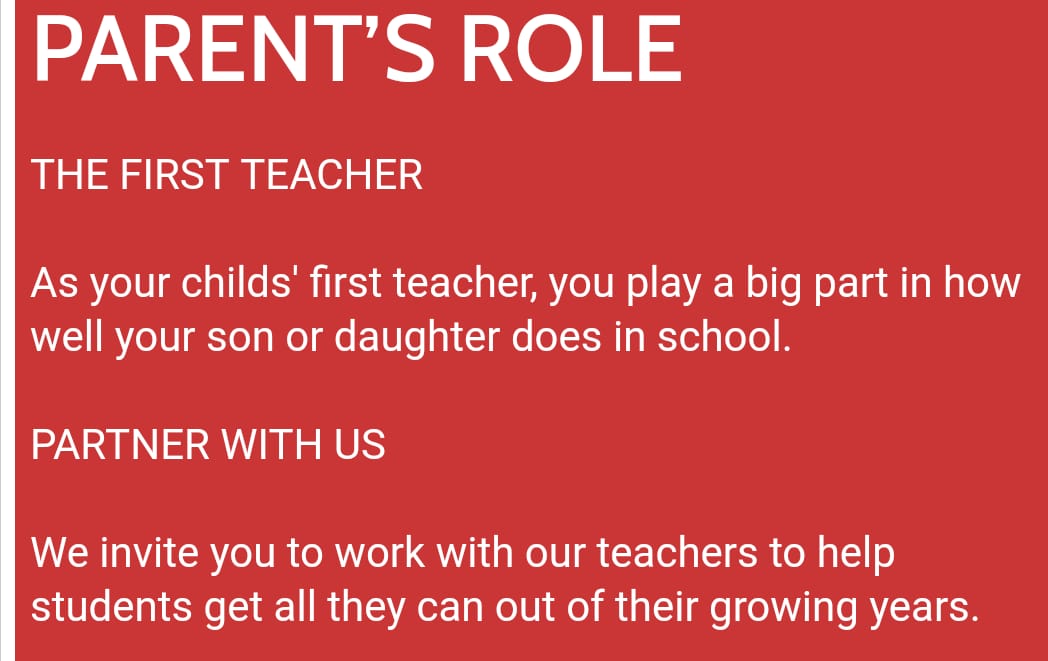 PARENT’S ROLE
THE FIRST TEACHER
As your childs' first teacher, you play a big part in how
well your son or daughter does in school.
PARTNER WITH US
We invite you to work with our teachers to help
students get all they can out of their growing years.